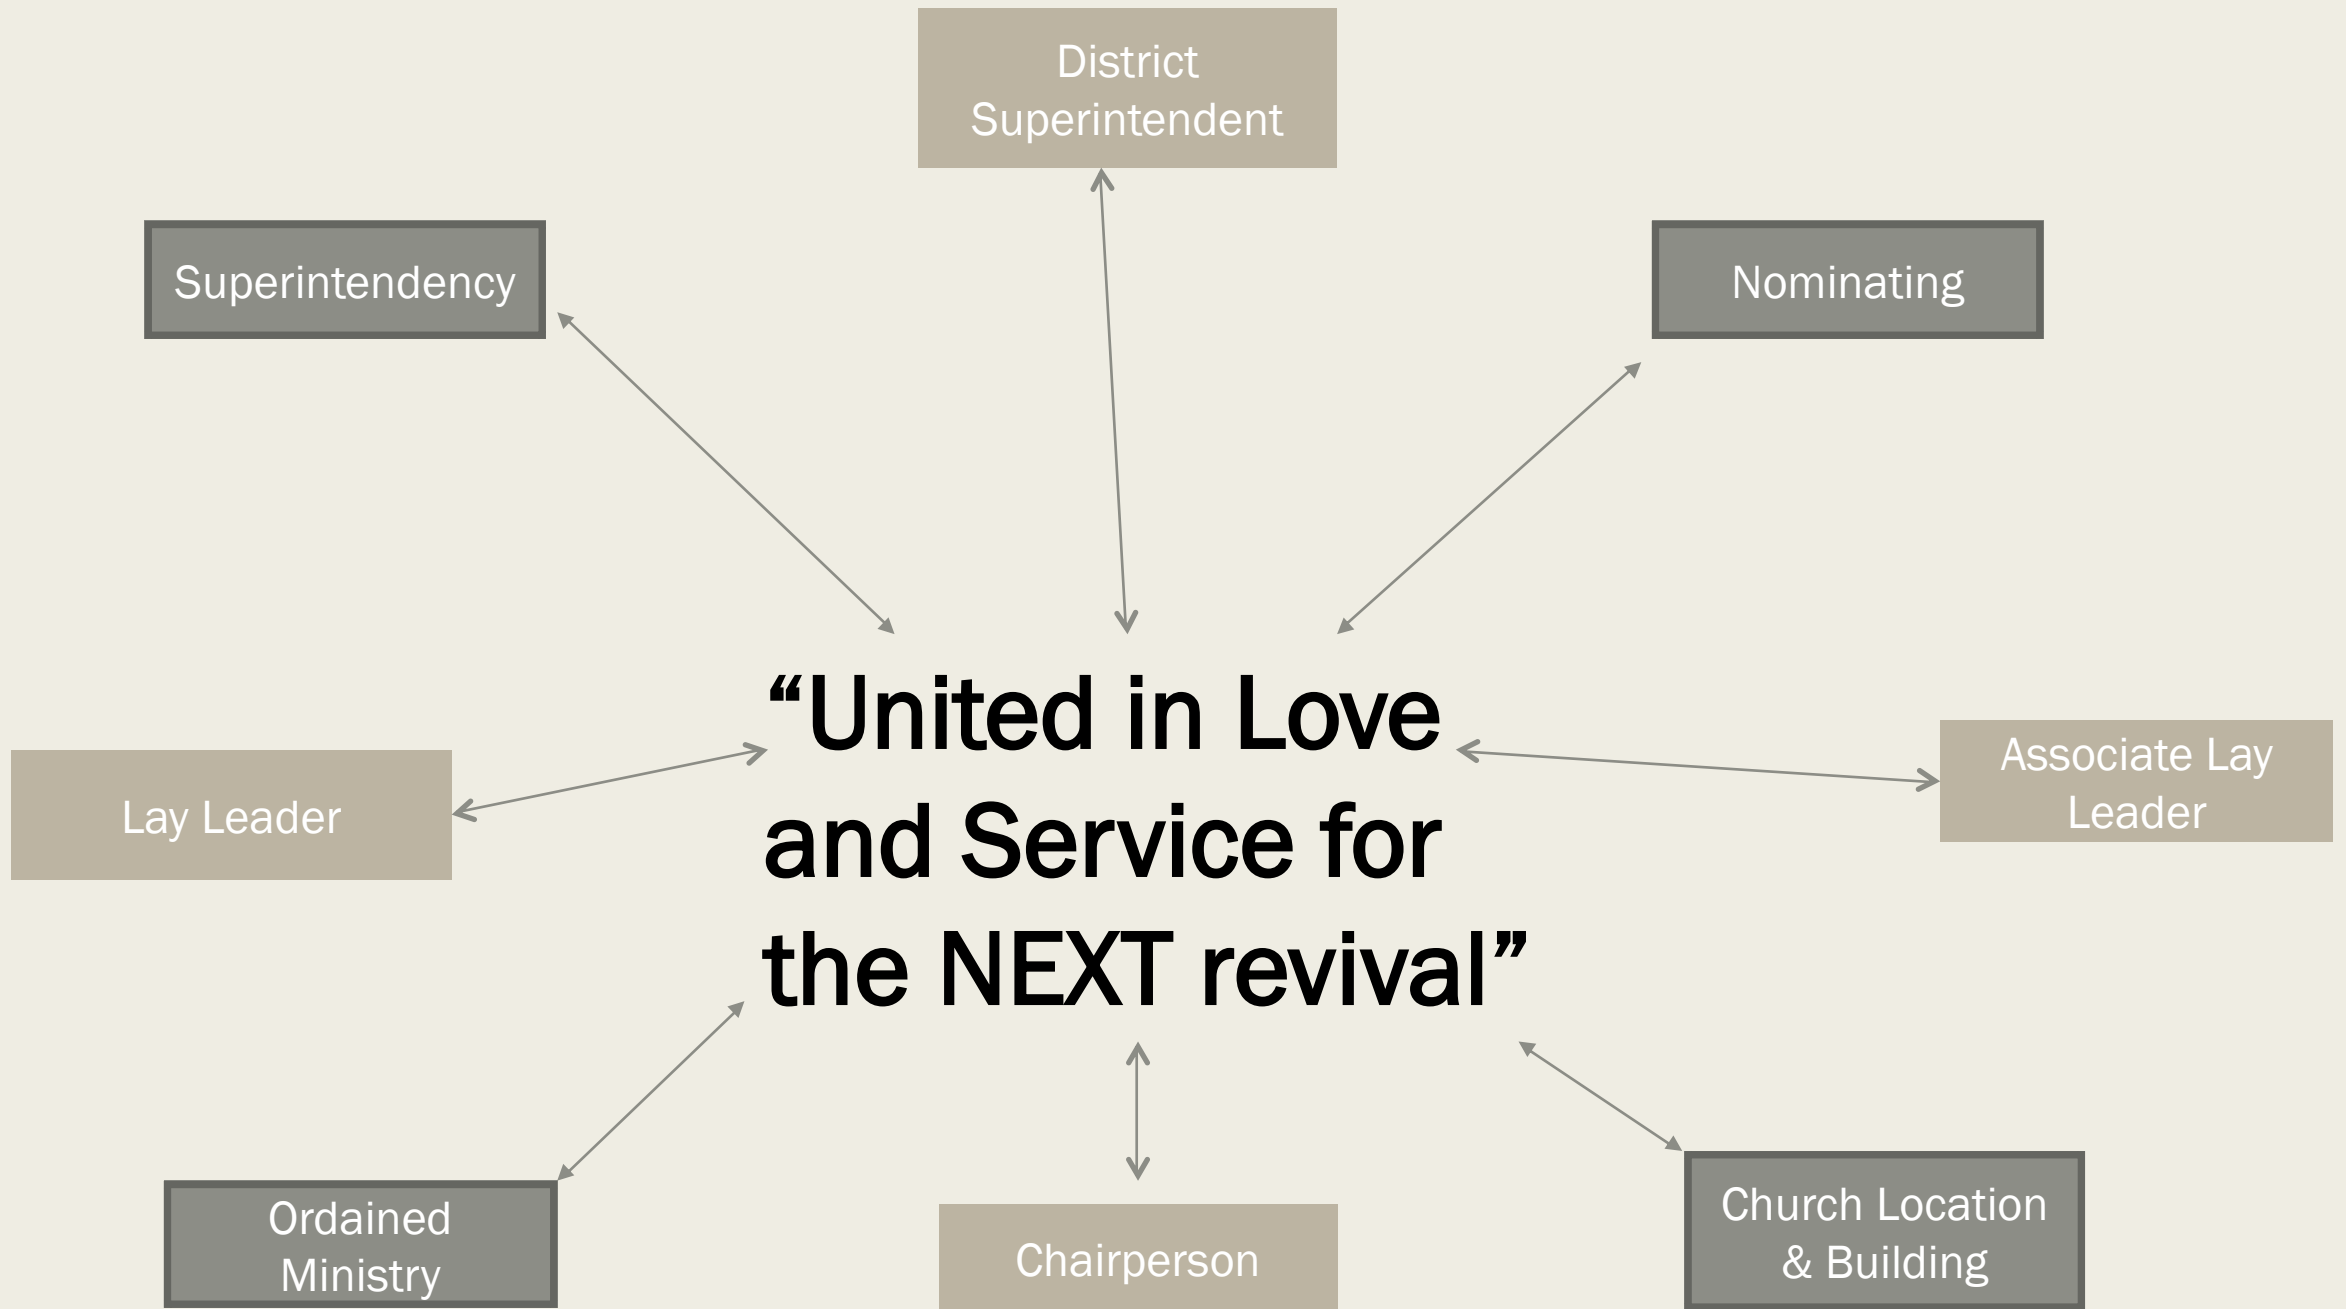 District
Superintendent
Superintendency
Nominating
“United in Love
and Service for
the NEXT revival”
Lay Leader
Associate Lay
Leader
Ordained
Ministry
Chairperson
Church Location
& Building